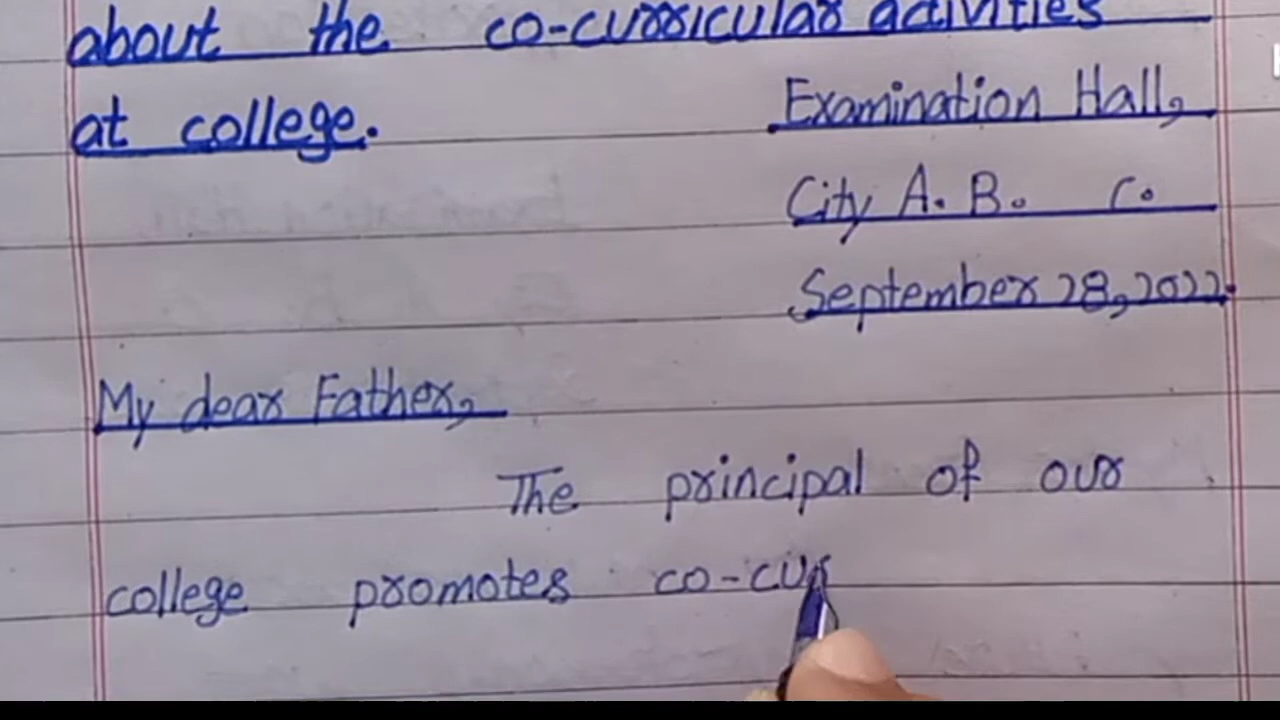 about the co-curricular activities
at college.
Examination Hall,
City A. B. C.
September 28, 2022.
My dear Father,
The principal of our
college promotes co-cur